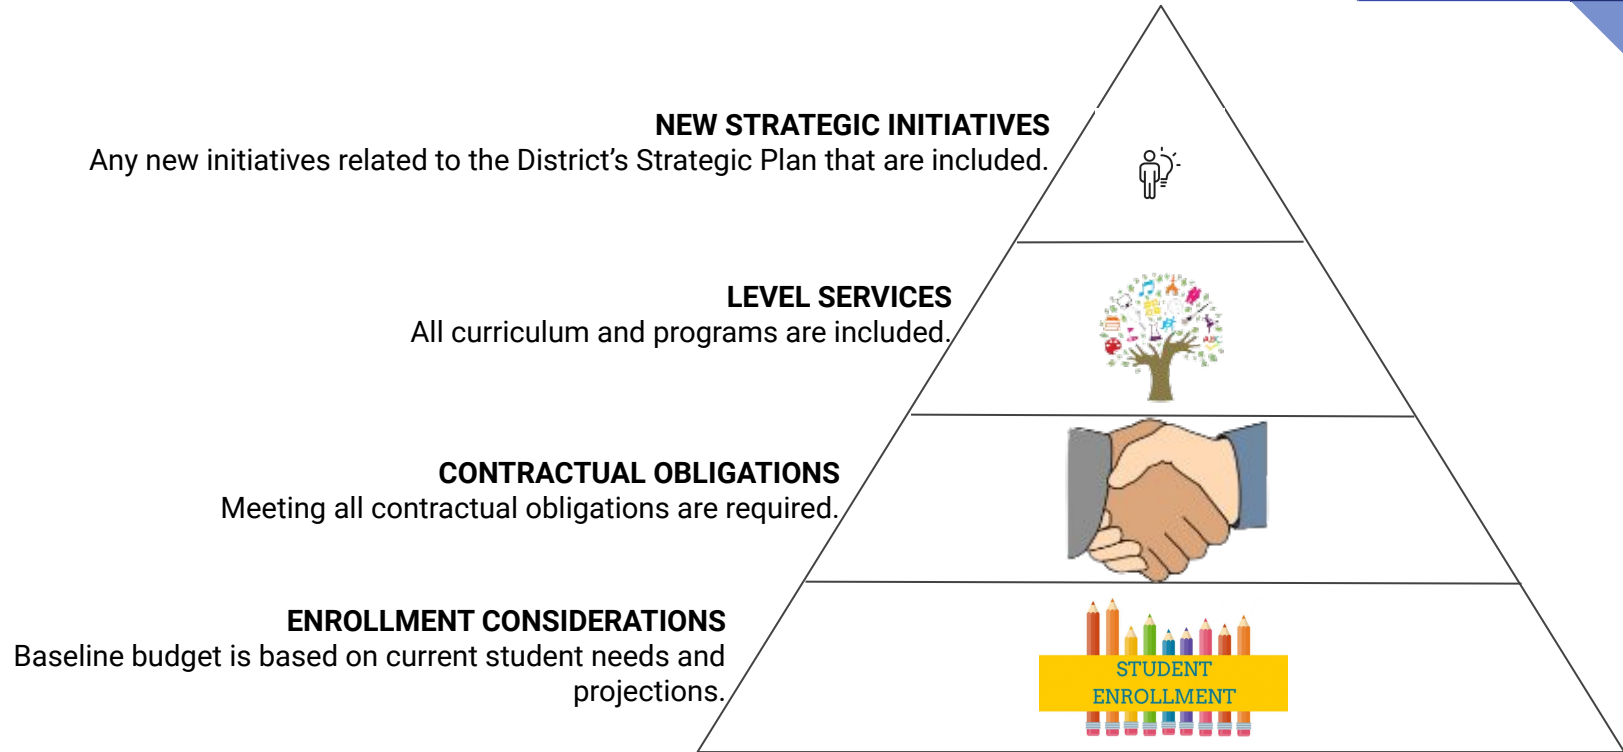 NEW STRATEGIC INITIATIVES
Any new initiatives related to the District’s Strategic Plan that are included.
LEVEL SERVICES
All curriculum and programs are included.
CONTRACTUAL OBLIGATIONS
Meeting all contractual obligations are required.
ENROLLMENT CONSIDERATIONS
Baseline budget is based on current student needs and
projections.
STUDENT
ENROLLMENT